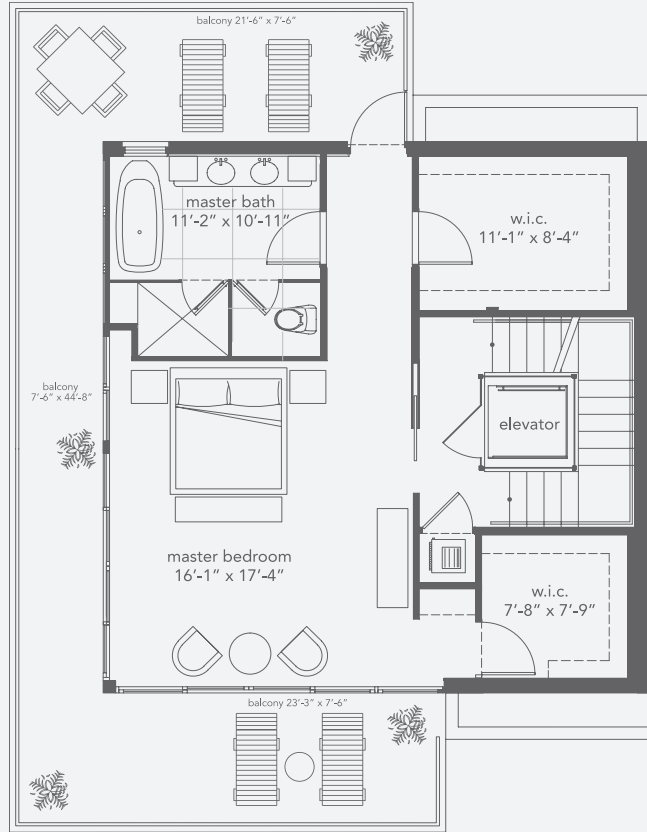 balcony 21'-6" x 7'-6"
master bath
11'-2" x 10'-11"
w.i.c.
11'-1" x 8'-4"
balcony
7'-6" x 44'-8"
elevator
master bedroom
16'-1" x 17'-4"
w.i.c.
7'-8" x 7'-9"
balcony 23'-3" x 7'-6"